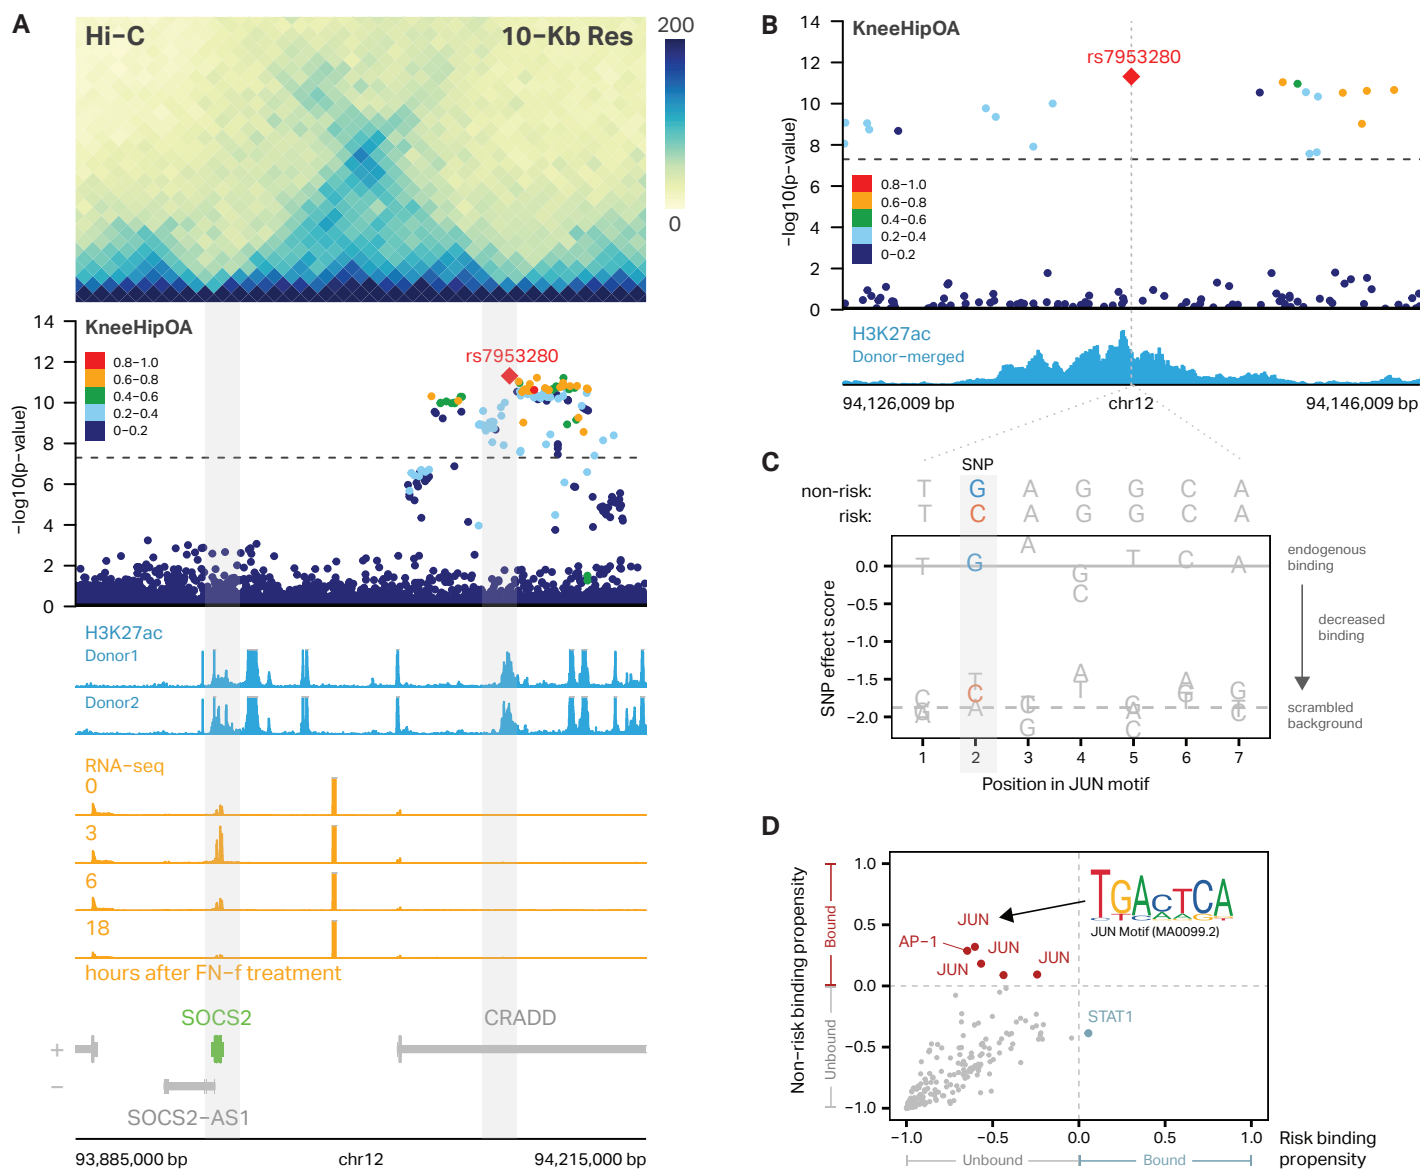 A
Hi-C
10-Kb Res
200
0
14
12
10
8
6
4
2
0
-log10(p-value)
KneeHipOA
rs7953280
0.8-1.0
0.6-0.8
0.4-0.6
0.2-0.4
0-0.2
H3K27ac
Donor1
Donor2
RNA-seq
0
3
6
18
hours after FN-f treatment
SOCS2
CRADD
+
-
SOCS2-AS1
93,885,000 bp
chr12
94,215,000 bp
B
KneeHipOA
rs7953280
14
12
10
8
6
4
2
0
-log10(p-value)
0.8-1.0
0.6-0.8
0.4-0.6
0.2-0.4
0-0.2
H3K27ac
Donor-merged
94,126,009 bp
chr12
94,146,009 bp
C
SNP
non-risk: T G A G G C A
risk: T C A G G C A
SNP effect score
0.0
-0.5
-1.0
-1.5
-2.0
T G A G C T C A
T C A C T C A T G A T G A C A G T G T C
1 2 3 4 5 6 7
Position in JUN motif
endogenous
binding
decreased
binding
scrambled
background
D
Non-risk binding propensity
Bound
Unbound
1.0
0.5
0.0
-0.5
-1.0
JUN
AP-1
JUN
JUN
JUN
TGACTCA
JUN Motif (MA0099.2)
STAT1
-1.0 -0.5 0.0 0.5 1.0
Unbound
Bound
Risk binding
propensity